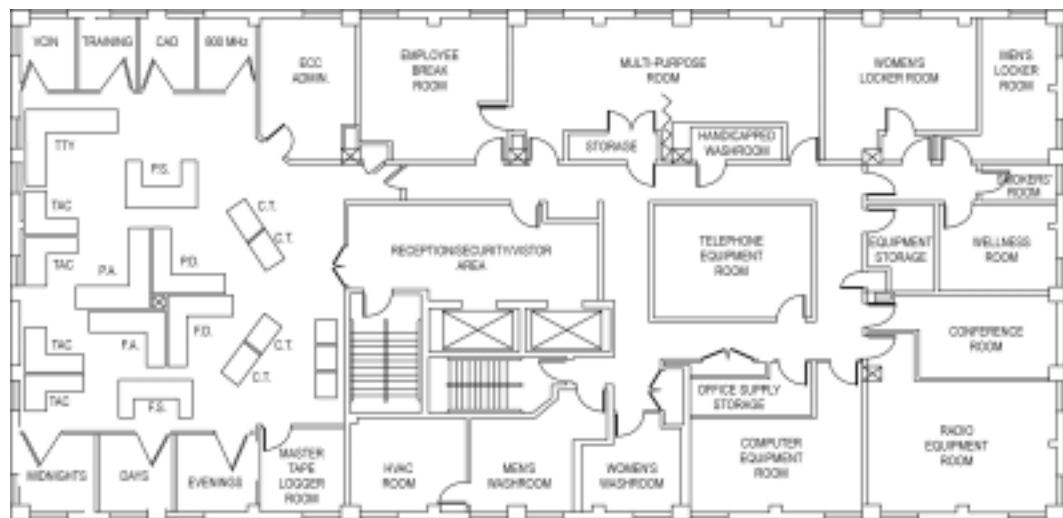 VCIN
TRAINING
CAD
800 MHz
ECC
ADMIN.
EMPLOYEE
BREAK
ROOM
MULTI-PURPOSE
ROOM
WOMEN'S
LOCKER ROOM
MEN'S
LOCKER
ROOM
TTY
P.S.
STORAGE
HANDICAPPED
WASHROOM
SMOKERS'
ROOM
TAC
C.T.
C.T.
TAC
P.A.
P.D.
RECEPTION/SECURITY/VISTOR
AREA
TELEPHONE
EQUIPMENT
ROOM
EQUIPMENT
STORAGE
WELLNESS
ROOM
TAC
F.A.
F.D.
C.T.
C.T.
CONFERENCE
ROOM
TAC
F.S.
OFFICE SUPPLY
STORAGE
MIDNIGHTS
DAYS
EVENINGS
MASTER
TAPE
LOGGER
ROOM
HVAC
ROOM
MEN'S
WASHROOM
WOMEN'S
WASHROOM
COMPUTER
EQUIPMENT
ROOM
RADIO
EQUIPMENT
ROOM